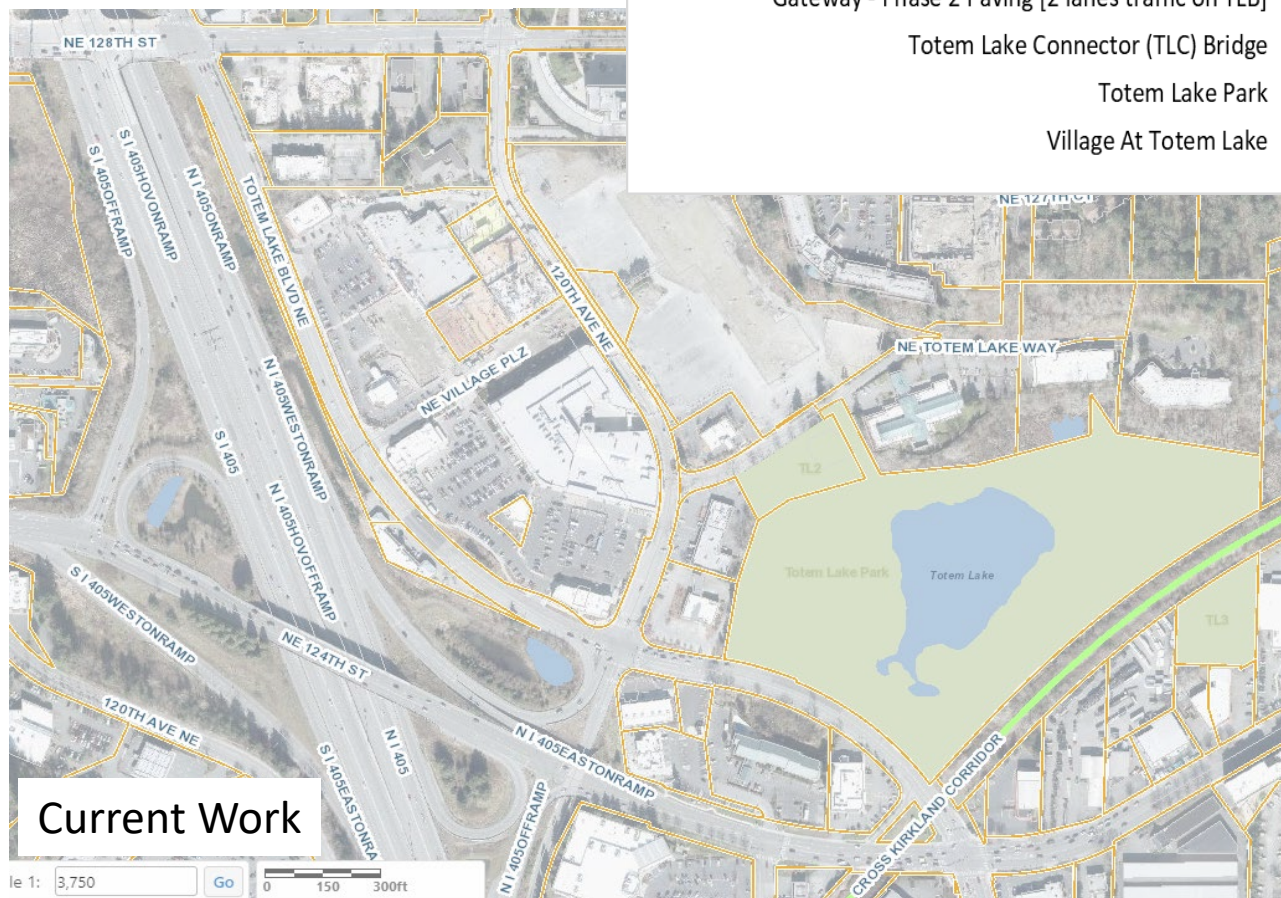 Gateway - Phase 2 Paving [2 lanes traffic on TLB]
Totem Lake Connector (TLC) Bridge
Totem Lake Park
Village At Totem Lake
NE 128TH ST
S I 405OFFRAMP
S I 405HOVONRAMP
N I 405ONRAMP
TOTEM LAKE BLVD NE
120TH AVE NE
NE 127TH CT
NE TOTEM LAKE WAY
N I 405WESTONRAMP
NE VILLAGE PLZ
S I 405
N I 405HOVOFFRAMP
TL2
Totem Lake Park
Totem Lake
TL3
S I 405WESTONRAMP
NE 124TH ST
120TH AVE NE
N I 405
N I 405EASTONRAMP
S I 405EASTONRA
N I 405OFFRAMP
CROSS KIRKLAND CORRIDOR
Current Work
le 1: 3,750 Go
0 150 300ft